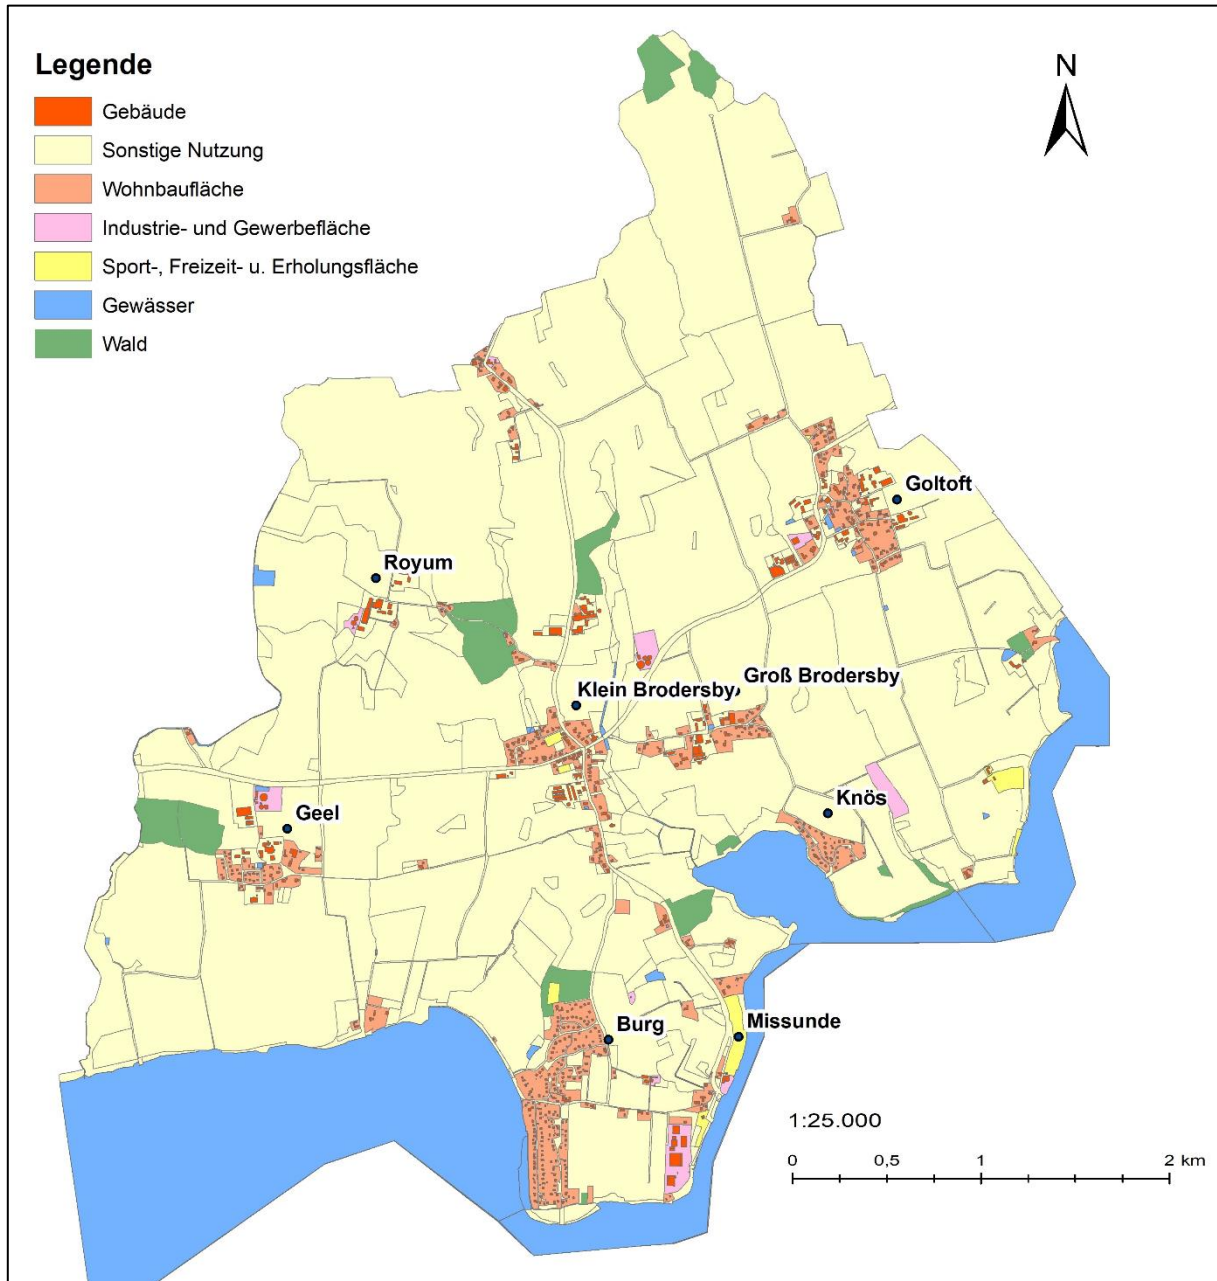 Legende
Gebäude
Sonstige Nutzung
Wohnbaufläche
Industrie- und Gewerbefläche
Sport-, Freizeit- u. Erholungsfläche
Gewässer
Wald
N
Goltoft
Royum
Klein Brodersby
Groß Brodersby
Geel
Knös
Burg
Missunde
1:25.000
0 0,5 1 2 km